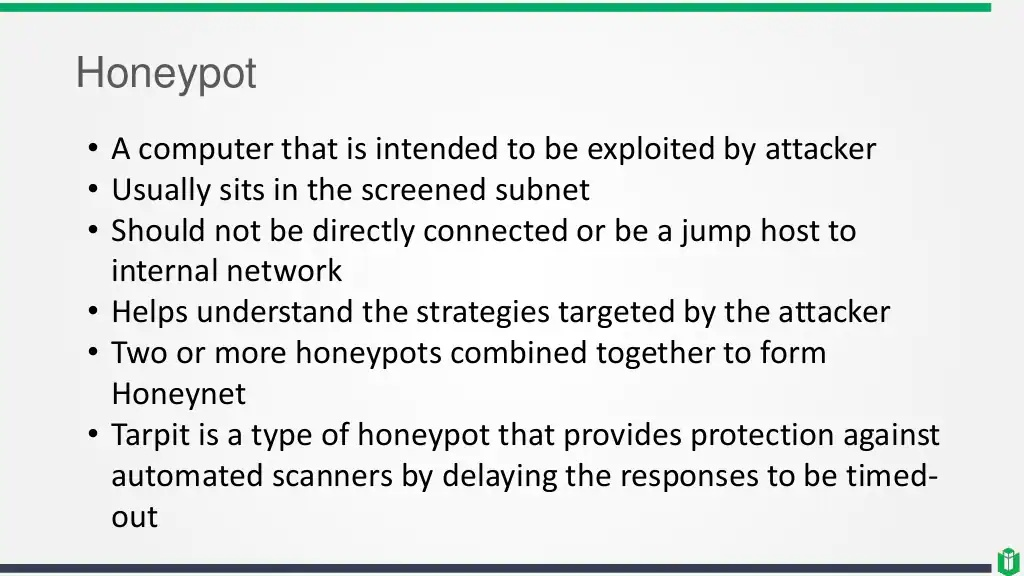 Honeypot
• A computer that is intended to be exploited by attacker
• Usually sits in the screened subnet
• Should not be directly connected or be a jump host to
internal network
• Helps understand the strategies targeted by the attacker
• Two or more honeypots combined together to form
Honeynet
• Tarpit is a type of honeypot that provides protection against
automated scanners by delaying the responses to be timed-
out